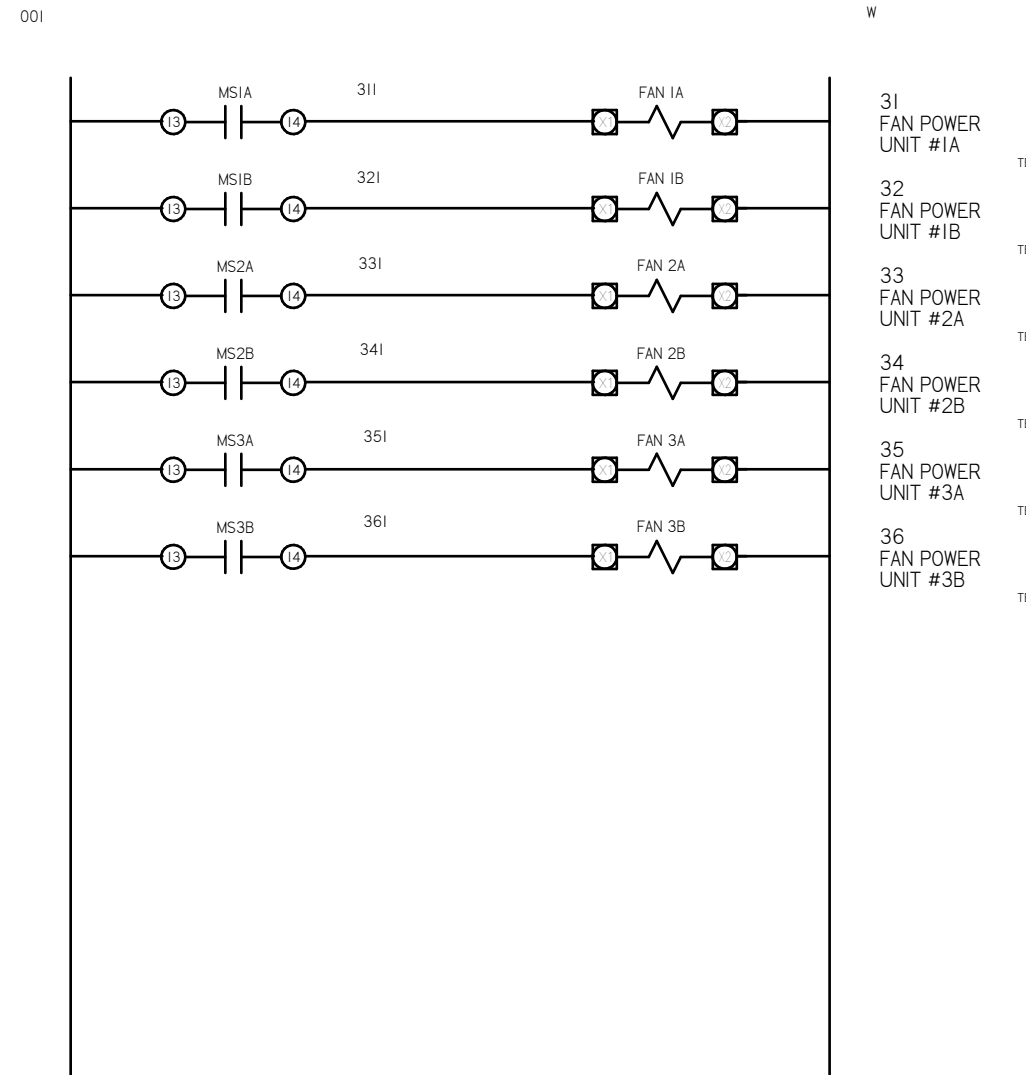 001
W
MS1A
311
FAN 1A
13
14
X1
X2
31
FAN POWER
UNIT #1A
MS1B
321
FAN 1B
13
14
X1
X2
32
FAN POWER
UNIT #1B
MS2A
331
FAN 2A
13
14
X1
X2
33
FAN POWER
UNIT #2A
MS2B
341
FAN 2B
13
14
X1
X2
34
FAN POWER
UNIT #2B
MS3A
351
FAN 3A
13
14
X1
X2
35
FAN POWER
UNIT #3A
MS3B
361
FAN 3B
13
14
X1
X2
36
FAN POWER
UNIT #3B